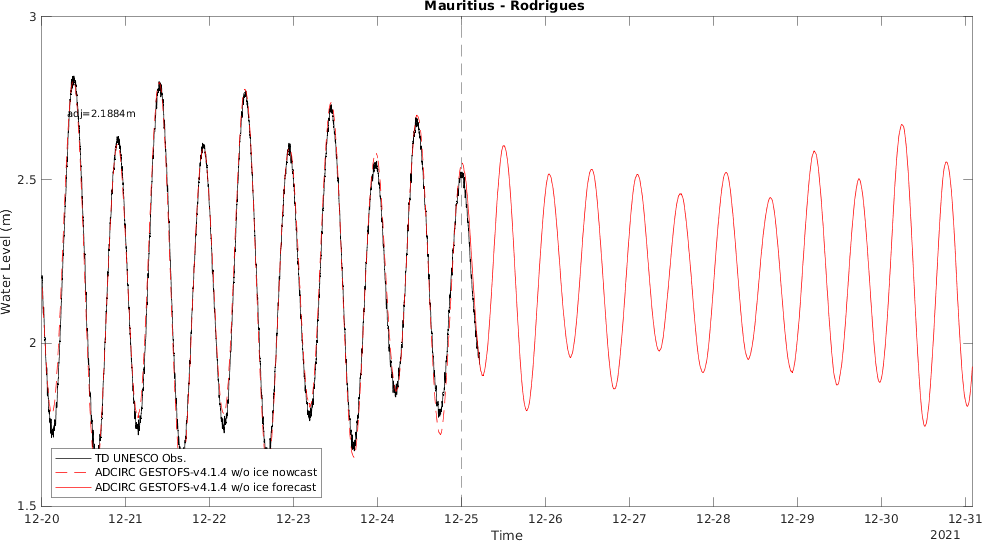 Mauritius - Rodrigues
Water Level (m)
3
2.5
2
1.5
adj=2.1884m
TD UNESCO Obs.
ADCIRC GESTOFS-v4.1.4 w/o ice nowcast
ADCIRC GESTOFS-v4.1.4 w/o ice forecast
12-20 12-21 12-22 12-23 12-24 12-25 12-26 12-27 12-28 12-29 12-30 12-31
Time
2021